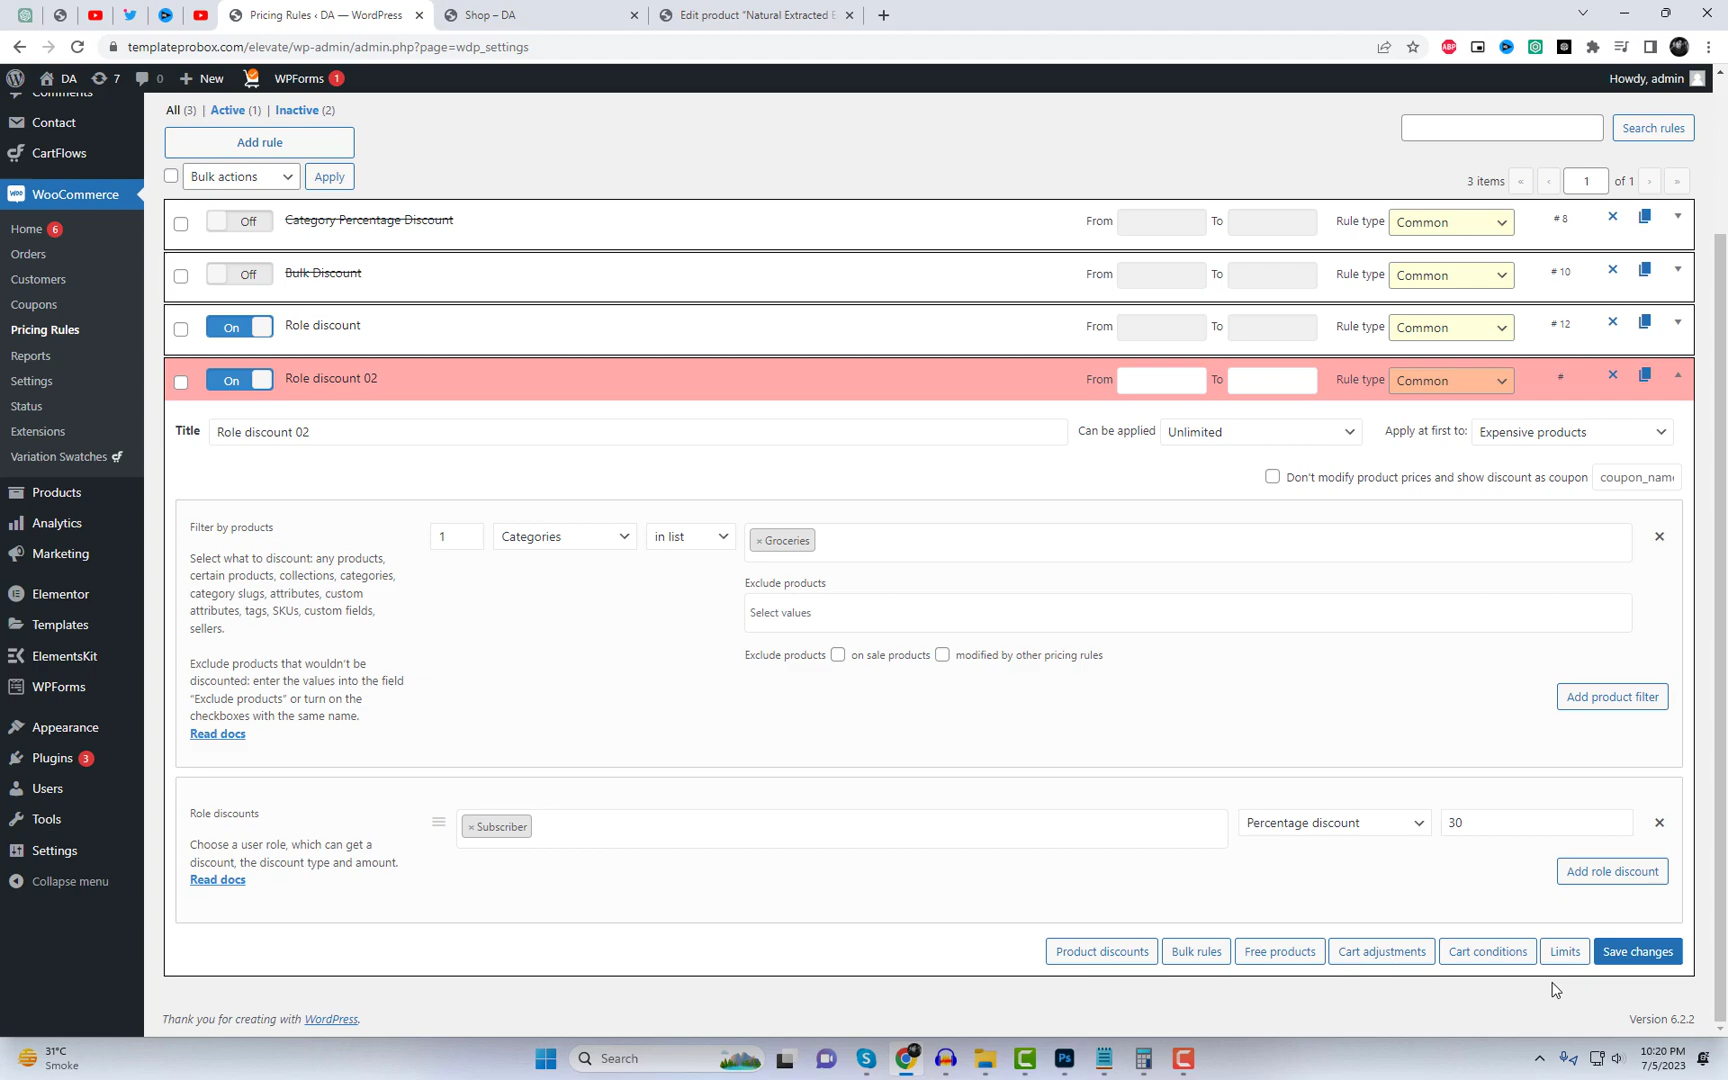 Pricing Rules ‹ DA — WordPress
Shop – DA
Edit product "Natural Extracted E
templateprobox.com/elevate/wp-admin/admin.php?page=wdp_settings
ABP
DA
7
0
New
WPForms 1
Howdy, admin
Comments
Contact
CartFlows
WooCommerce
Home 6
Orders
Customers
Coupons
Pricing Rules
Reports
Settings
Status
Extensions
Variation Swatches
Products
Analytics
Marketing
Elementor
Templates
ElementsKit
WPForms
Appearance
Plugins 3
Users
Tools
Settings
Collapse menu
All (3) | Active (1) | Inactive (2)
Add rule
Search rules
Bulk actions
Apply
3 items « ‹ 1 of 1 › »
Off Category Percentage Discount From To Rule type Common # 8
Off Bulk Discount From To Rule type Common # 10
On Role discount From To Rule type Common # 12
On Role discount 02 From To Rule type Common #
Title Role discount 02 Can be applied Unlimited Apply at first to: Expensive products
Don't modify product prices and show discount as coupon coupon_name
Filter by products
Select what to discount: any products,
certain products, collections, categories,
category slugs, attributes, custom
attributes, tags, SKUs, custom fields,
sellers.
Exclude products that wouldn't be
discounted: enter the values into the field
"Exclude products" or turn on the
checkboxes with the same name.
Read docs
1 Categories in list × Groceries
Exclude products
Select values
Exclude products on sale products modified by other pricing rules
Add product filter
Role discounts
Choose a user role, which can get a
discount, the discount type and amount.
Read docs
× Subscriber Percentage discount 30
Add role discount
Product discounts Bulk rules Free products Cart adjustments Cart conditions Limits Save changes
Thank you for creating with WordPress.
Version 6.2.2
31°C
Smoke
Search
10:20 PM
7/5/2023